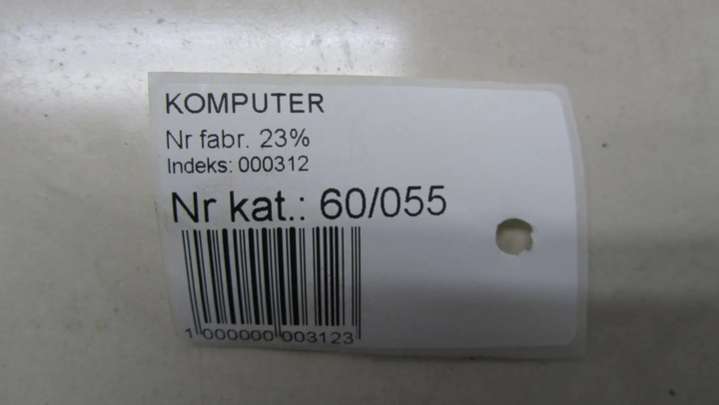 KOMPUTER
Nr fabr. 23%
Indeks: 000312
Nr kat.: 60/055
1 000000 003123